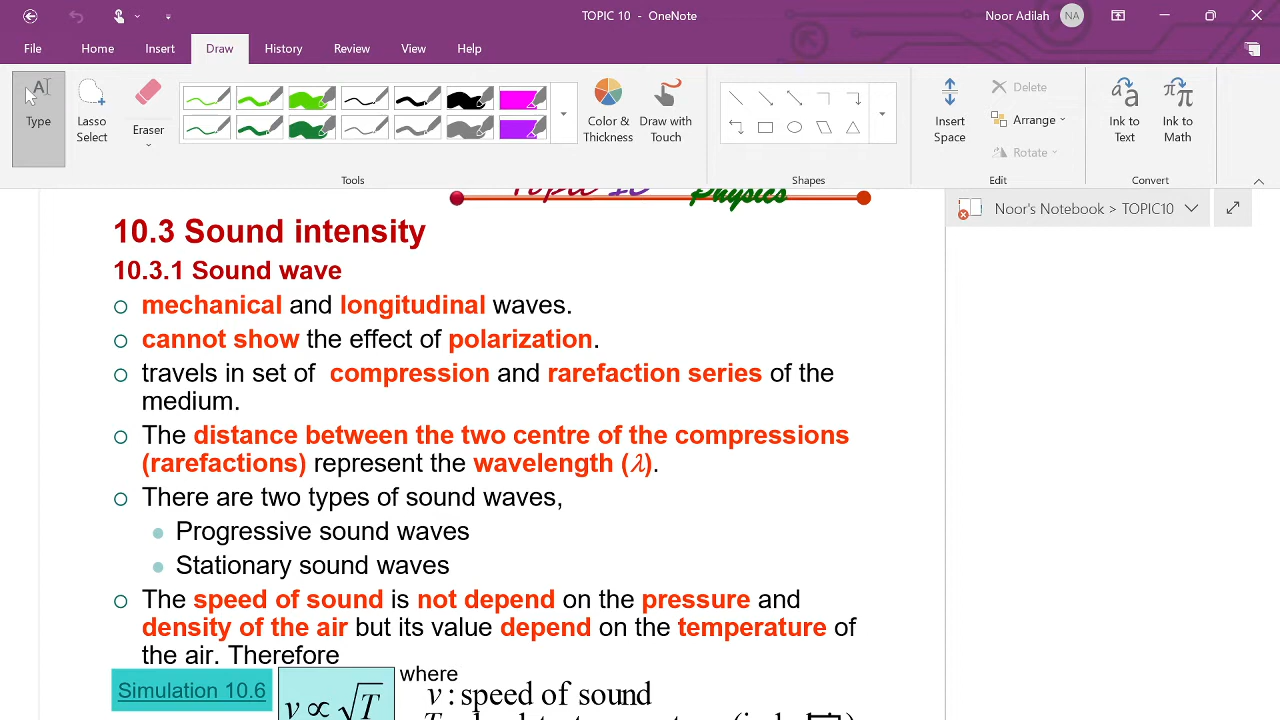 TOPIC 10 - OneNote
Noor Adilah NA
File Home Insert Draw History Review View Help
Type
Lasso Select
Eraser
Color & Thickness
Draw with Touch
Insert Space
Delete
Arrange
Rotate
Ink to Text
Ink to Math
Tools Shapes Edit Convert
Topic 10 Physics
Noor's Notebook > TOPIC10
10.3 Sound intensity
10.3.1 Sound wave
mechanical and longitudinal waves.
cannot show the effect of polarization.
travels in set of compression and rarefaction series of the
medium.
The distance between the two centre of the compressions
(rarefactions) represent the wavelength (λ).
There are two types of sound waves,
Progressive sound waves
Stationary sound waves
The speed of sound is not depend on the pressure and
density of the air but its value depend on the temperature of
the air. Therefore
where
Simulation 10.6
v ∝ √T
v : speed of sound